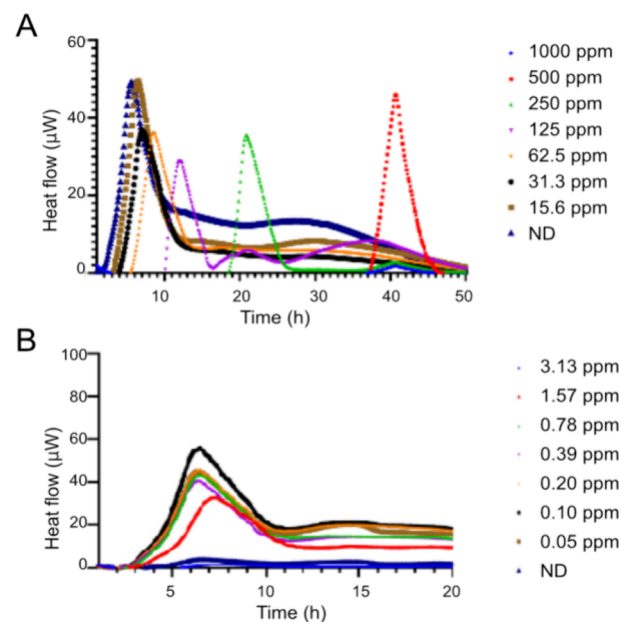 A
60
40
20
0
10
20
30
40
50
Heat flow (µW)
Time (h)
1000 ppm
500 ppm
250 ppm
125 ppm
62.5 ppm
31.3 ppm
15.6 ppm
ND
B
100
80
60
40
20
0
5
10
15
20
Heat flow (µW)
Time (h)
3.13 ppm
1.57 ppm
0.78 ppm
0.39 ppm
0.20 ppm
0.10 ppm
0.05 ppm
ND